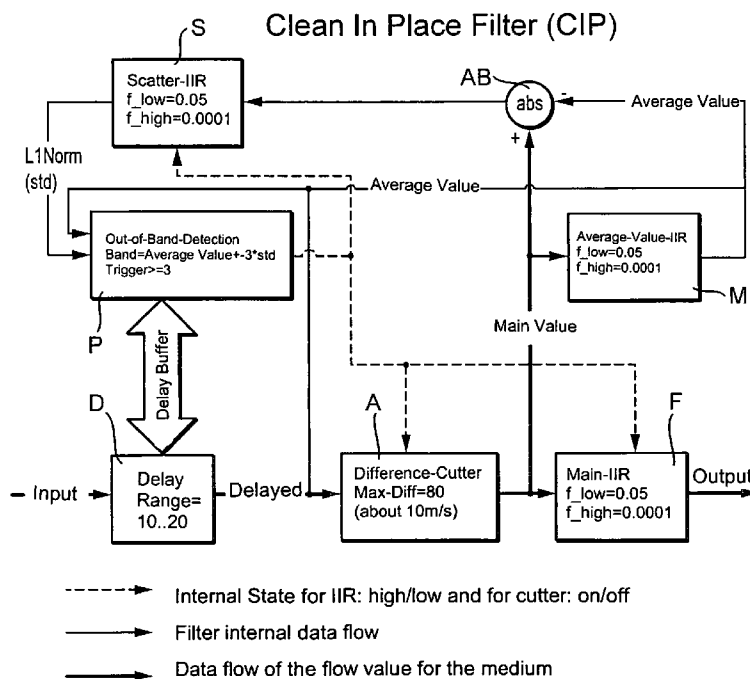 Clean In Place Filter (CIP)
S
Scatter-IIR
f_low=0.05
f_high=0.0001
AB
abs
-
+
Average Value
L1Norm
(std)
Average Value
Out-of-Band-Detection
Band=Average Value+-3*std
Trigger>=3
P
Average-Value-IIR
f_low=0.05
f_high=0.0001
M
Main Value
Delay Buffer
D
Input
Delay
Range=
10..20
Delayed
A
Difference-Cutter
Max-Diff=80
(about 10m/s)
F
Main-IIR
f_low=0.05
f_high=0.0001
Output
Internal State for IIR: high/low and for cutter: on/off
Filter internal data flow
Data flow of the flow value for the medium